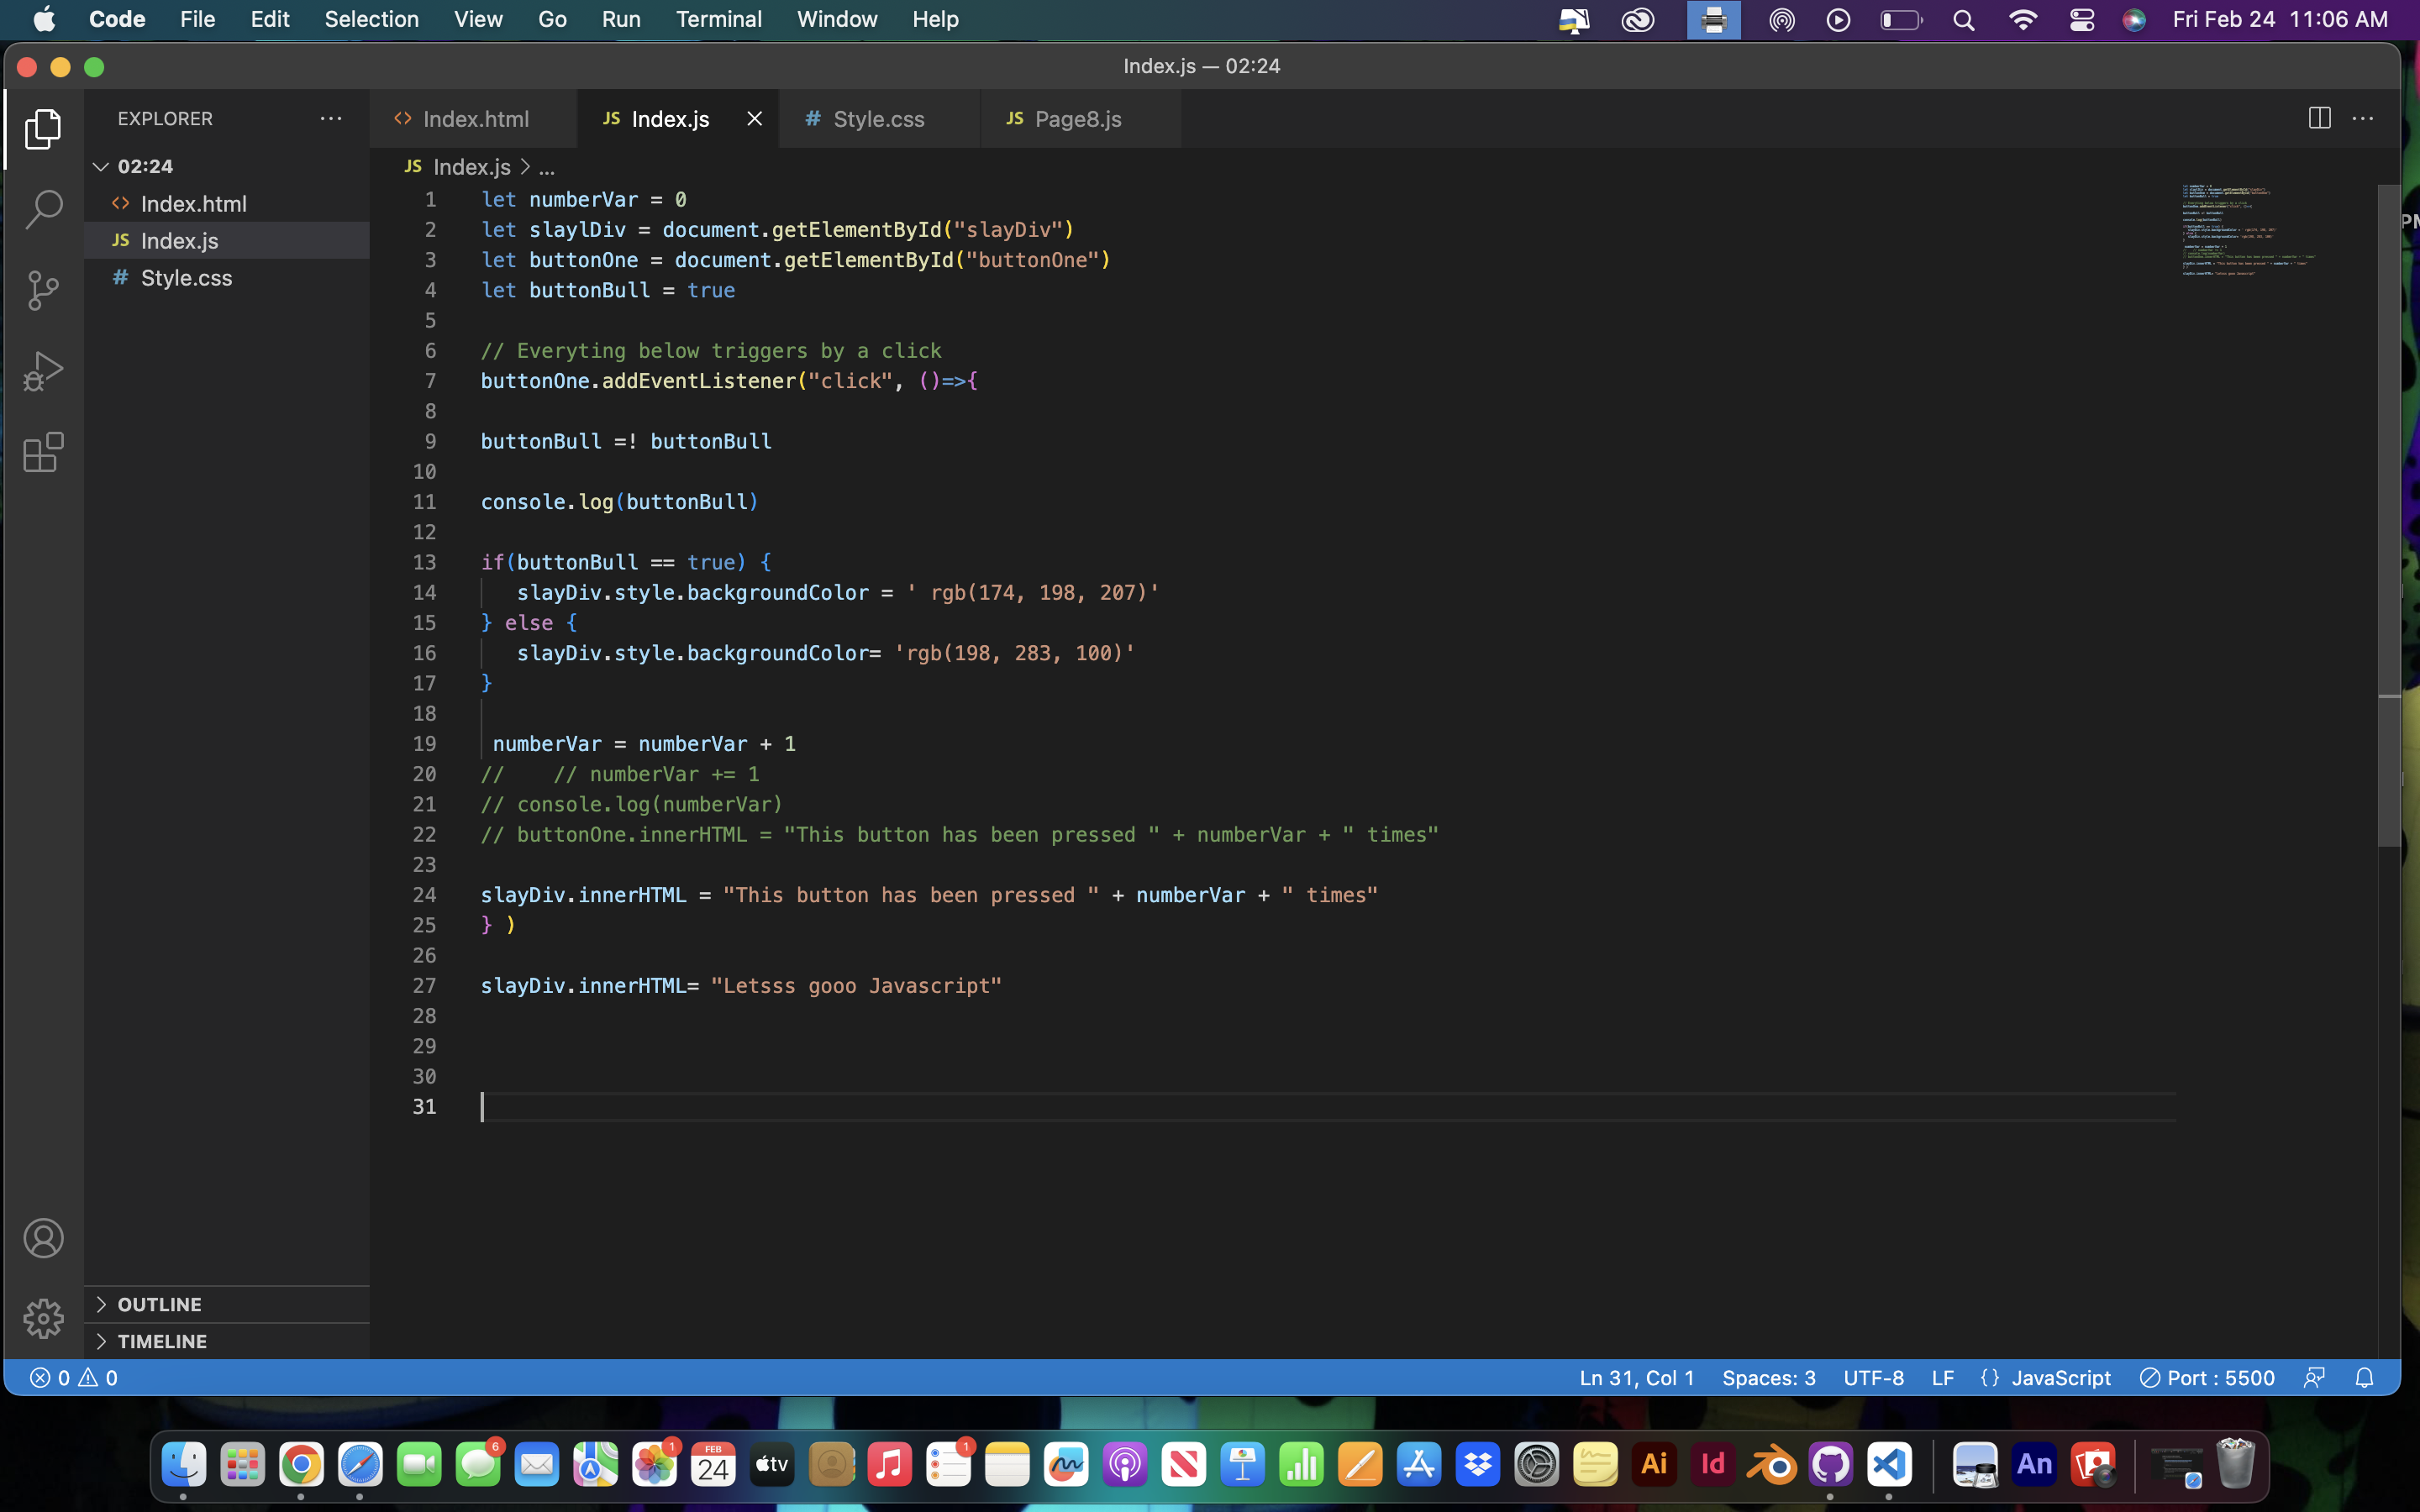 Code File Edit Selection View Go Run Terminal Window Help Fri Feb 24 11:06 AM
Index.js — 02:24
EXPLORER
Index.html
JS Index.js
# Style.css
JS Page8.js
02:24
Index.html
JS Index.js
# Style.css
JS Index.js > ...
1 let numberVar = 0
2 let slaylDiv = document.getElementById("slayDiv")
3 let buttonOne = document.getElementById("buttonOne")
4 let buttonBull = true
5
6 // Everyting below triggers by a click
7 buttonOne.addEventListener("click", ()=>{
8
9 buttonBull =! buttonBull
10
11 console.log(buttonBull)
12
13 if(buttonBull == true) {
14 slayDiv.style.backgroundColor = ' rgb(174, 198, 207)'
15 } else {
16 slayDiv.style.backgroundColor= 'rgb(198, 283, 100)'
17 }
18
19 numberVar = numberVar + 1
20 //    // numberVar += 1
21 // console.log(numberVar)
22 // buttonOne.innerHTML = "This button has been pressed " + numberVar + " times"
23
24 slayDiv.innerHTML = "This button has been pressed " + numberVar + " times"
25 } )
26
27 slayDiv.innerHTML= "Letsss gooo Javascript"
28
29
30
31
OUTLINE
TIMELINE
0 0 Ln 31, Col 1 Spaces: 3 UTF-8 LF {} JavaScript Port : 5500
6
1
FEB
24
tv
1
Ai
Id
An